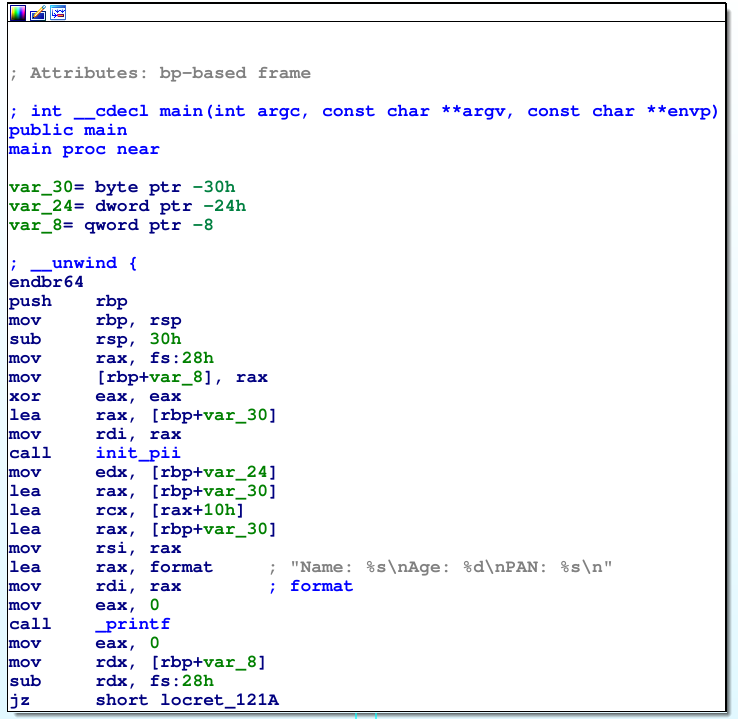 ; Attributes: bp-based frame
; int __cdecl main(int argc, const char **argv, const char **envp)
public main
main proc near
var_30= byte ptr -30h
var_24= dword ptr -24h
var_8= qword ptr -8
; __unwind {
endbr64
push rbp
mov rbp, rsp
sub rsp, 30h
mov rax, fs:28h
mov [rbp+var_8], rax
xor eax, eax
lea rax, [rbp+var_30]
mov rdi, rax
call init_pii
mov edx, [rbp+var_24]
lea rax, [rbp+var_30]
lea rcx, [rax+10h]
lea rax, [rbp+var_30]
mov rsi, rax
lea rax, format ; "Name: %s\nAge: %d\nPAN: %s\n"
mov rdi, rax ; format
mov eax, 0
call _printf
mov eax, 0
mov rdx, [rbp+var_8]
sub rdx, fs:28h
jz short locret_121A